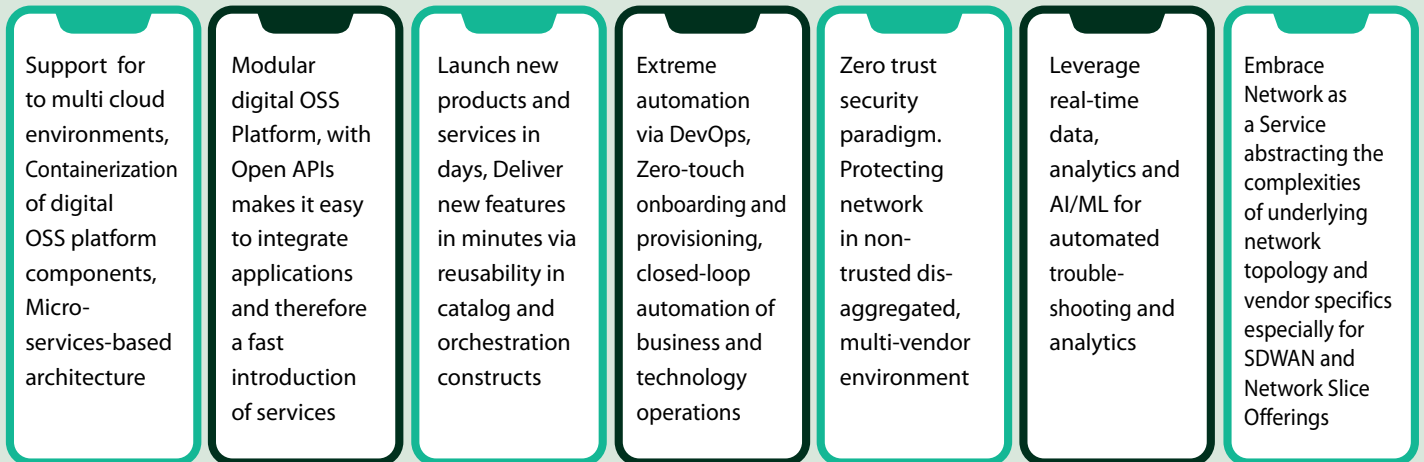 Support for
to multi cloud
environments,
Containerization
of digital
OSS platform
components,
Micro-
services-based
architecture
Modular
digital OSS
Platform, with
Open APIs
makes it easy
to integrate
applications
and therefore
a fast
introduction
of services
Launch new
products and
services in
days, Deliver
new features
in minutes via
reusability in
catalog and
orchestration
constructs
Extreme
automation
via DevOps,
Zero-touch
onboarding and
provisioning,
closed-loop
automation of
business and
technology
operations
Zero trust
security
paradigm.
Protecting
network
in non-
trusted dis-
aggregated,
multi-vendor
environment
Leverage
real-time
data,
analytics and
AI/ML for
automated
trouble-
shooting and
analytics
Embrace
Network as
a Service
abstracting the
complexities
of underlying
network
topology and
vendor specifics
especially for
SDWAN and
Network Slice
Offerings